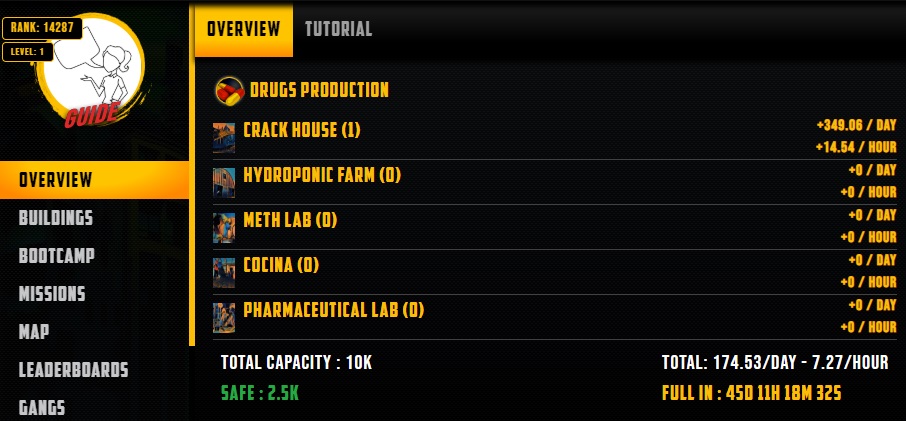 RANK: 14287
LEVEL: 1
GUIDE
OVERVIEW
BUILDINGS
BOOTCAMP
MISSIONS
MAP
LEADERBOARDS
GANGS
OVERVIEW TUTORIAL
DRUGS PRODUCTION
CRACK HOUSE (1)
+349.06 / DAY
+14.54 / HOUR
HYDROPONIC FARM (0)
+0 / DAY
+0 / HOUR
METH LAB (0)
+0 / DAY
+0 / HOUR
COCINA (0)
+0 / DAY
+0 / HOUR
PHARMACEUTICAL LAB (0)
+0 / DAY
+0 / HOUR
TOTAL CAPACITY : 10K
TOTAL: 174.53/DAY - 7.27/HOUR
SAFE : 2.5K
FULL IN : 45D 11H 18M 32S